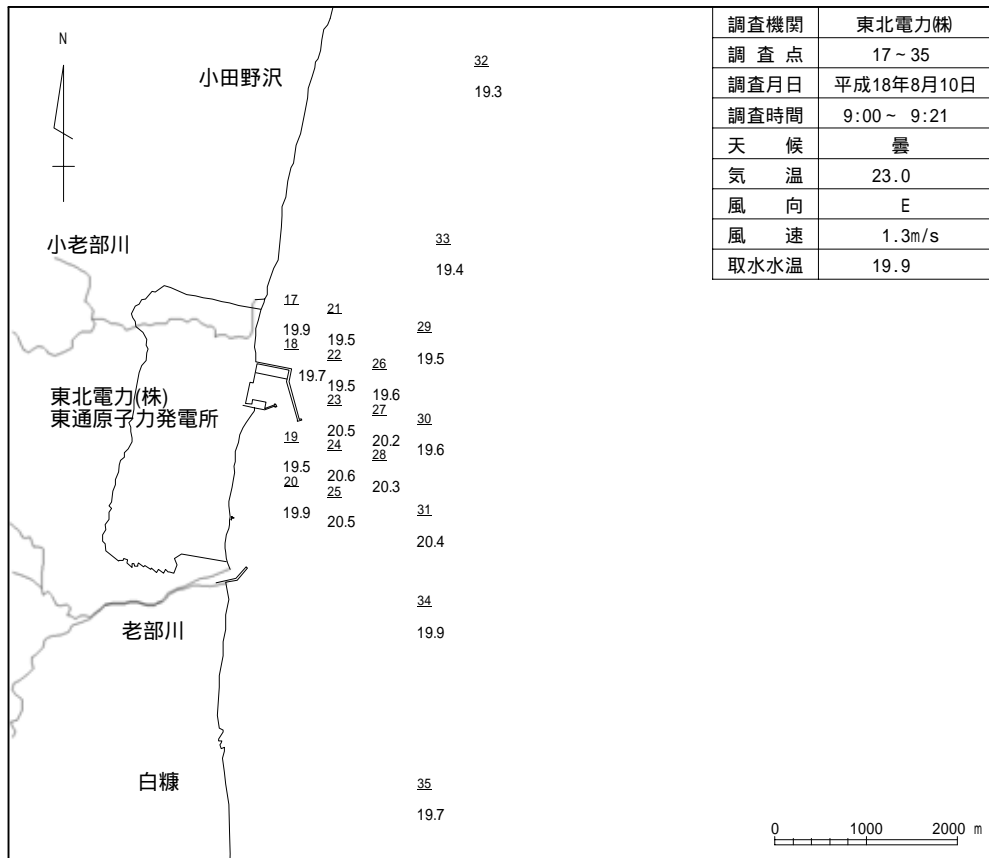 調査機関 東北電力㈱
調査点 17~35
調査月日 平成18年8月10日
調査時間 9:00~ 9:21
天候 曇
気温 23.0
風向 E
風速 1.3m/s
取水水温 19.9
N
小田野沢
32
19.3
小老部川
33
19.4
17
19.9
21
19.5
18
19.7
22
19.5
29
19.5
26
19.6
東北電力(株)
東通原子力発電所
23
20.5
27
20.2
30
19.6
19
19.5
24
20.6
28
20.3
20
19.9
25
20.5
31
20.4
34
19.9
老部川
白糠
35
19.7
0 1000 2000 m